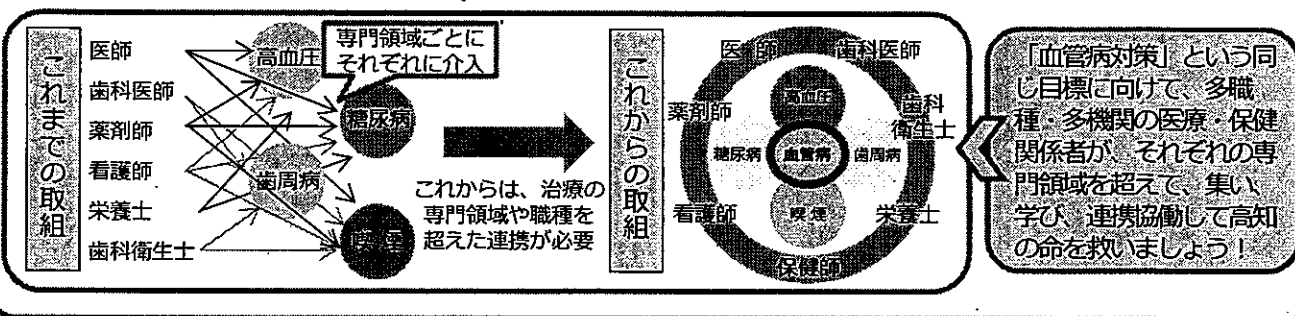 これまでの取組
医師
歯科医師
薬剤師
看護師
栄養士
歯科衛生士
高血圧
糖尿病
歯周病
喫煙
専門領域ごとに
それぞれに介入
これからは、治療の
専門領域や職種を
超えた連携が必要
これからの取組
医師
歯科医師
薬剤師
歯科
衛生士
高血圧
糖尿病
血管病
歯周病
喫煙
看護師
栄養士
保健師
「血管病対策」という同
じ目標に向けて、多職
種・多機関の医療・保健
関係者が、それぞれの専
門領域を超えて、集い、
学び、連携協働して高知
の命を救いましょう！